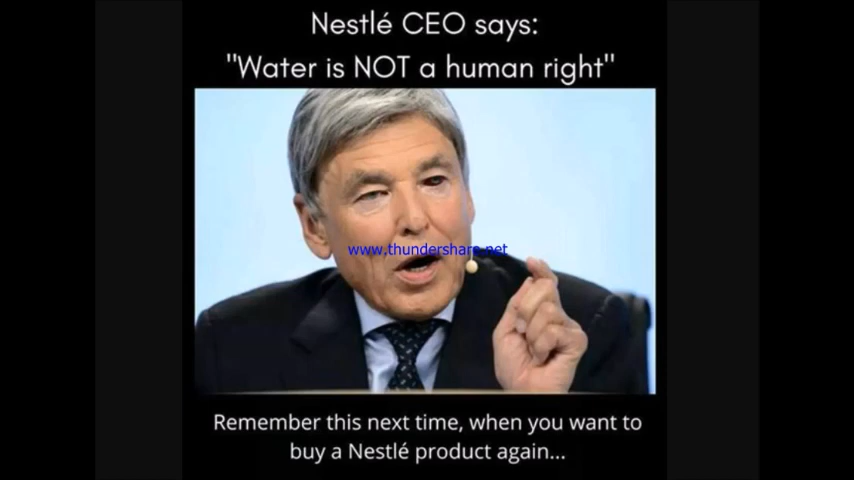 Nestlé CEO says:
"Water is NOT a human right"
www.thundershare.net
Remember this next time, when you want to
buy a Nestlé product again...